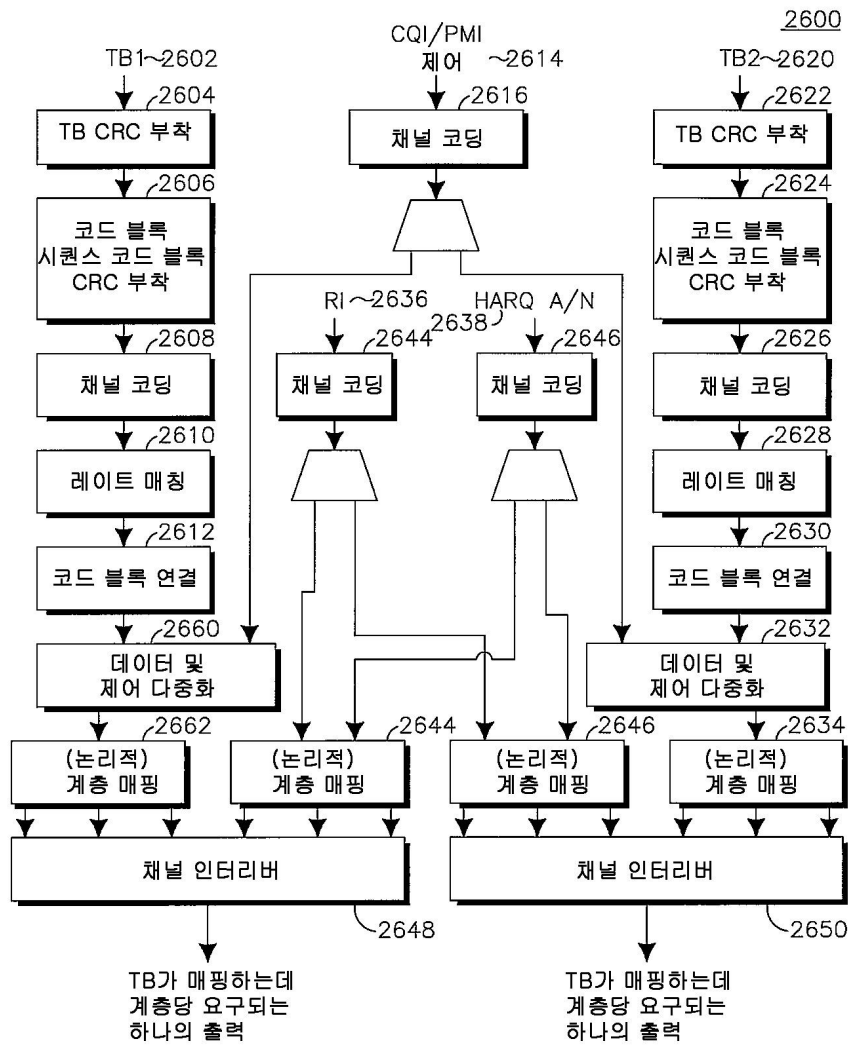 2600
TB1~2602
CQI/PMI
제어 ~2614
TB2~2620
2604
TB CRC 부착
2616
채널 코딩
2622
TB CRC 부착
2606
코드 블록
시퀀스 코드 블록
CRC 부착
2624
코드 블록
시퀀스 코드 블록
CRC 부착
RI~2636
2638 HARQ A/N
2608
채널 코딩
2644
채널 코딩
2646
채널 코딩
2626
채널 코딩
2610
레이트 매칭
2628
레이트 매칭
2612
코드 블록 연결
2630
코드 블록 연결
2660
데이터 및
제어 다중화
2632
데이터 및
제어 다중화
2662
(논리적)
계층 매핑
2644
(논리적)
계층 매핑
2646
(논리적)
계층 매핑
2634
(논리적)
계층 매핑
채널 인터리버
2648
채널 인터리버
2650
TB가 매핑하는데
계층당 요구되는
하나의 출력
TB가 매핑하는데
계층당 요구되는
하나의 출력